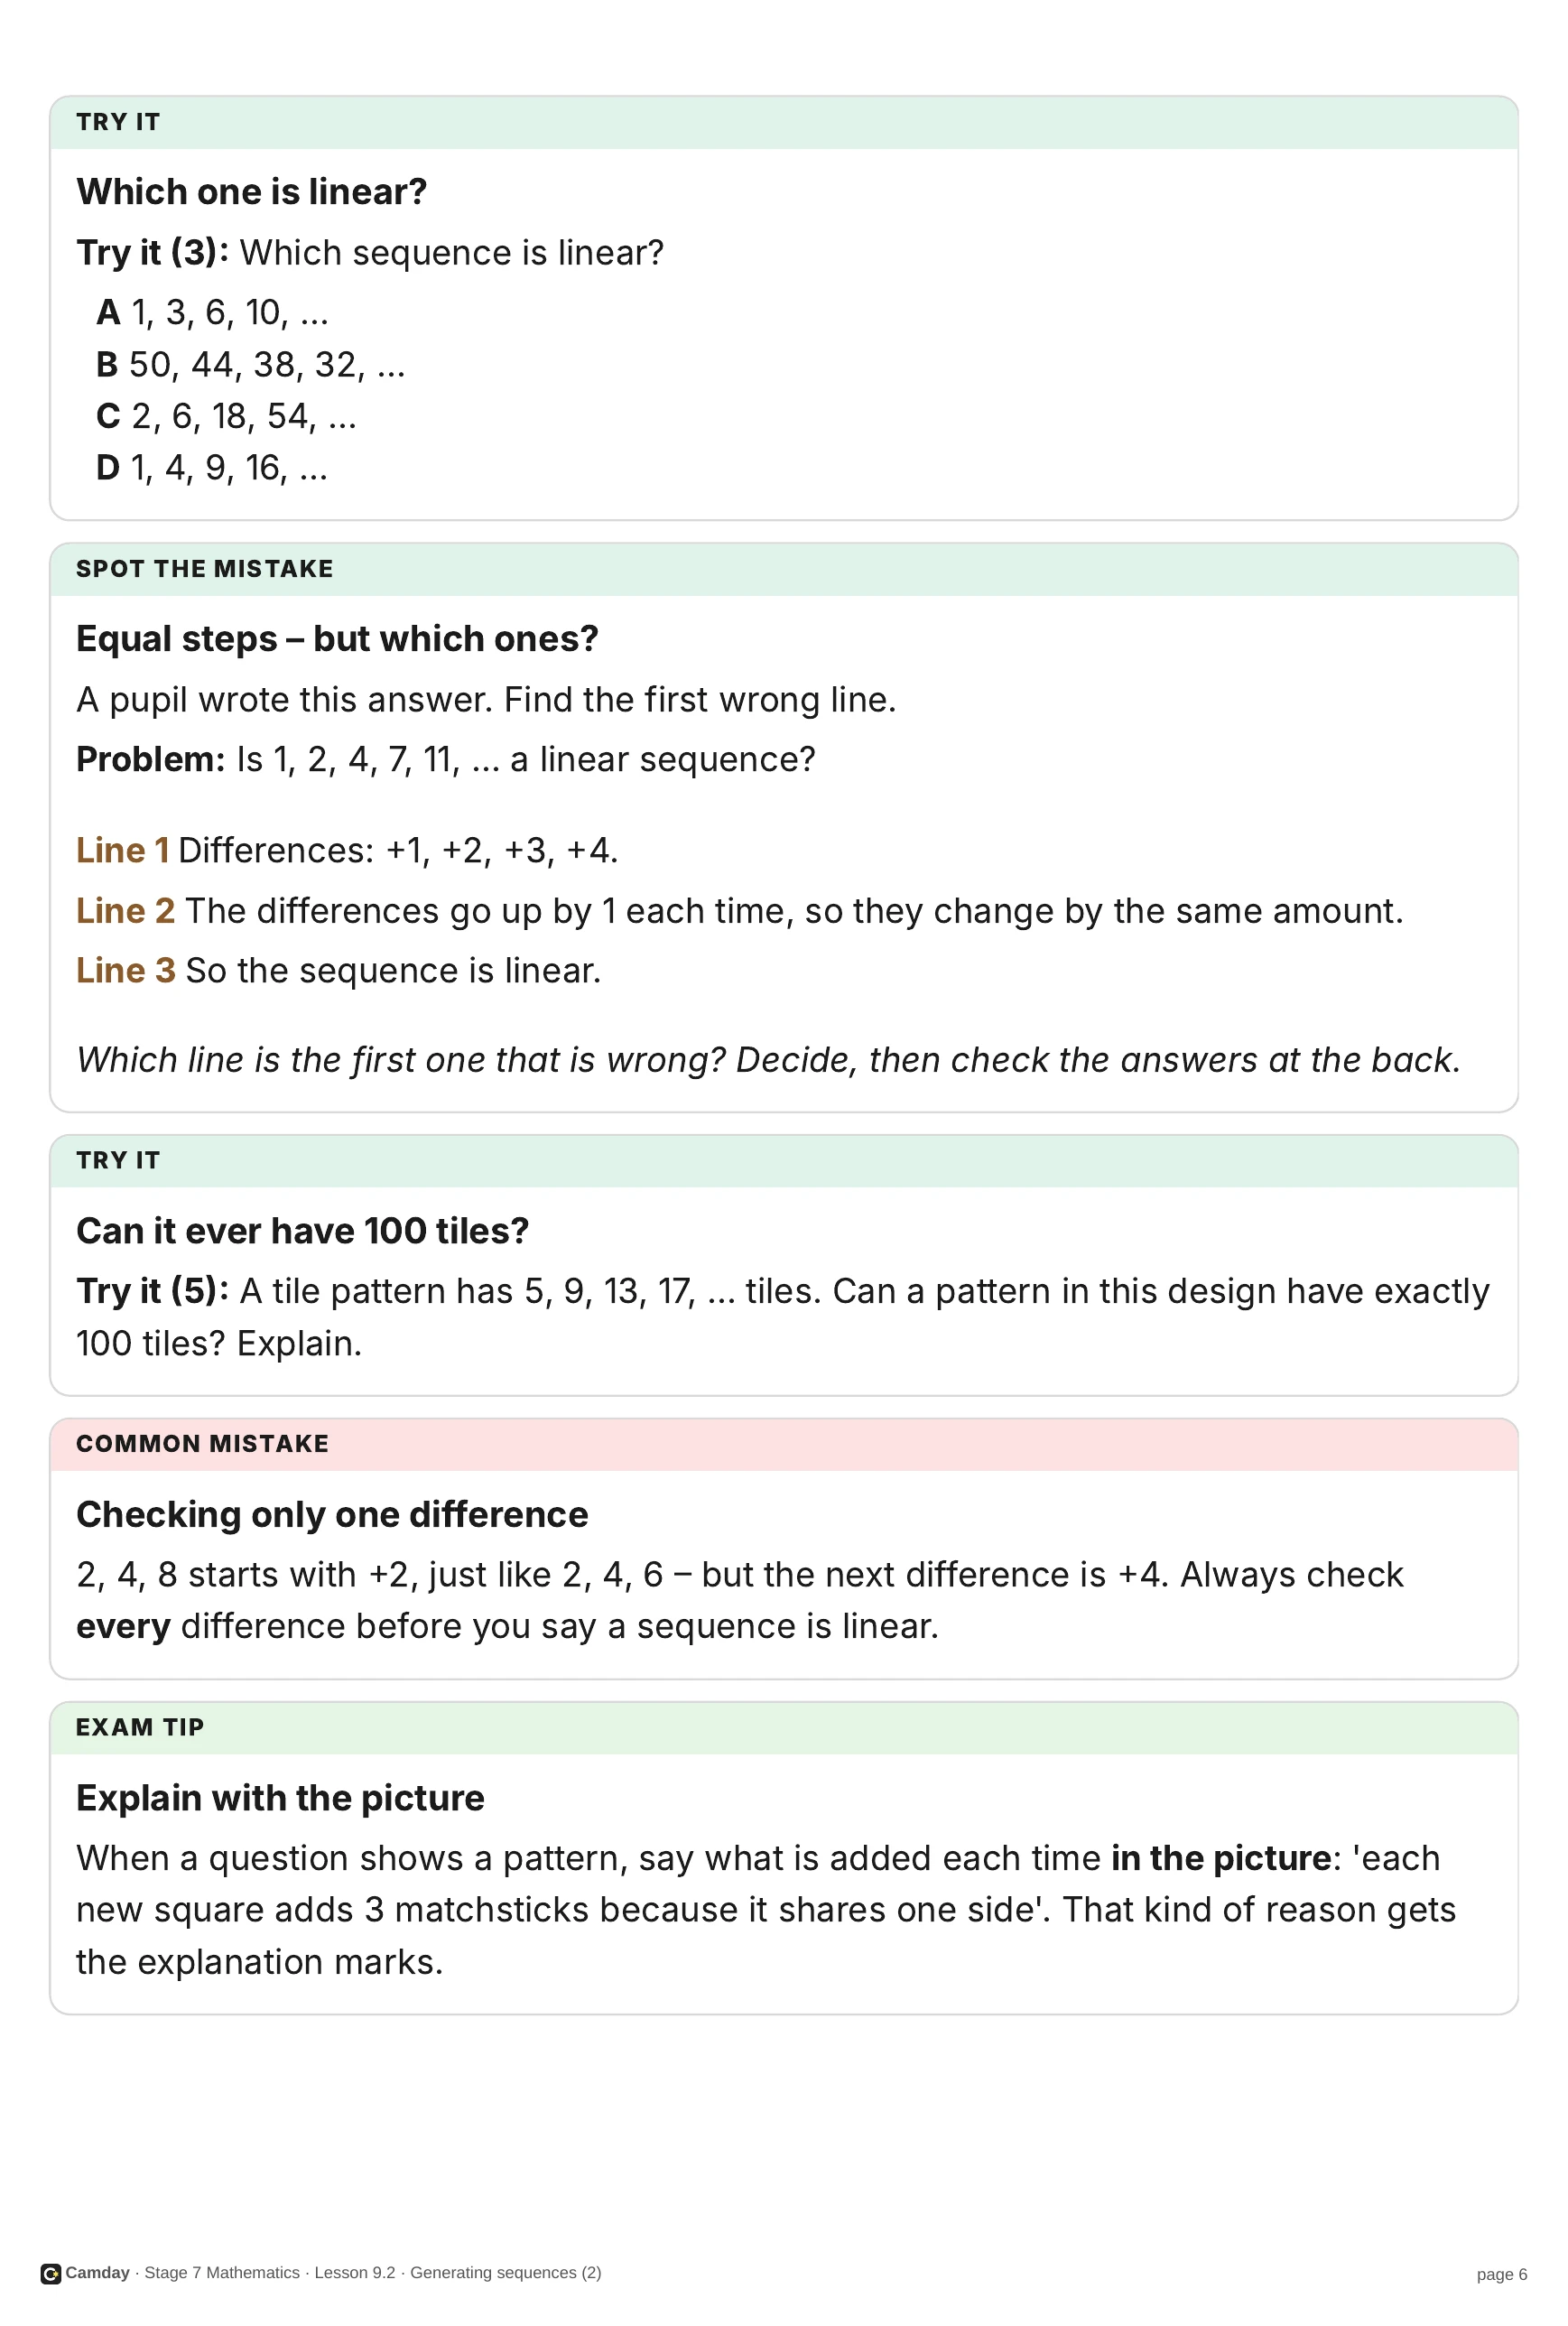 TRY IT
Which one is linear?
Try it (3): Which sequence is linear?
A 1, 3, 6, 10, ...
B 50, 44, 38, 32, ...
C 2, 6, 18, 54, ...
D 1, 4, 9, 16, ...
SPOT THE MISTAKE
Equal steps – but which ones?
A pupil wrote this answer. Find the first wrong line.
Problem: Is 1, 2, 4, 7, 11, ... a linear sequence?
Line 1 Differences: +1, +2, +3, +4.
Line 2 The differences go up by 1 each time, so they change by the same amount.
Line 3 So the sequence is linear.
Which line is the first one that is wrong? Decide, then check the answers at the back.
TRY IT
Can it ever have 100 tiles?
Try it (5): A tile pattern has 5, 9, 13, 17, ... tiles. Can a pattern in this design have exactly
100 tiles? Explain.
COMMON MISTAKE
Checking only one difference
2, 4, 8 starts with +2, just like 2, 4, 6 – but the next difference is +4. Always check
every difference before you say a sequence is linear.
EXAM TIP
Explain with the picture
When a question shows a pattern, say what is added each time in the picture: 'each
new square adds 3 matchsticks because it shares one side'. That kind of reason gets
the explanation marks.
Camday · Stage 7 Mathematics · Lesson 9.2 · Generating sequences (2)
page 6